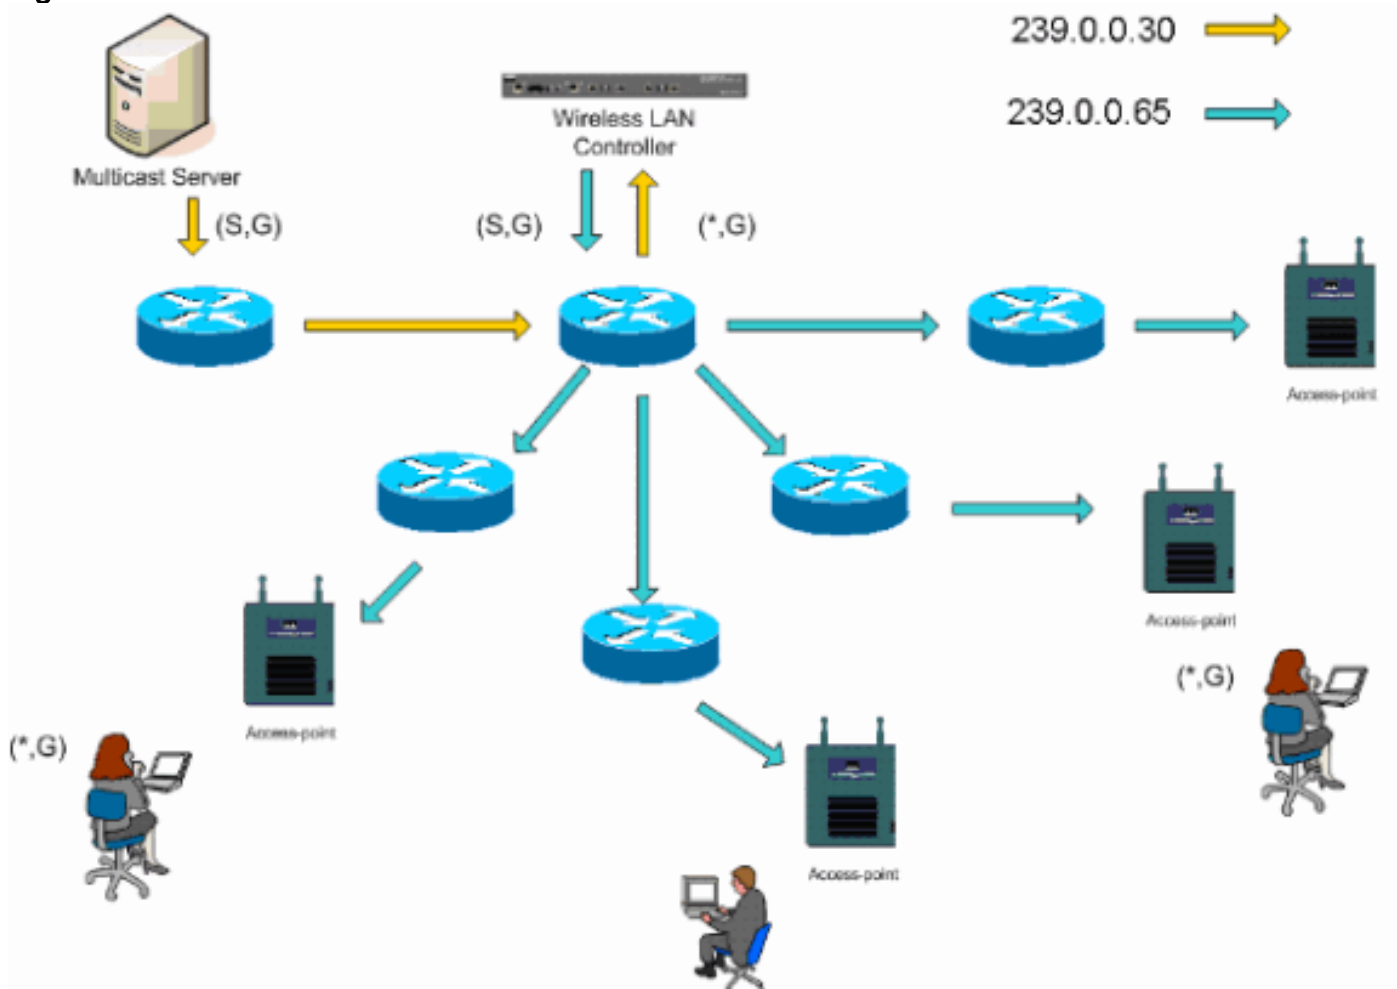 239.0.0.30
239.0.0.65
Wireless LAN
Controller
Multicast Server
(S,G)
(S,G)
(*,G)
Access-point
Access-point
(*,G)
Access-point
(*,G)
Access-point